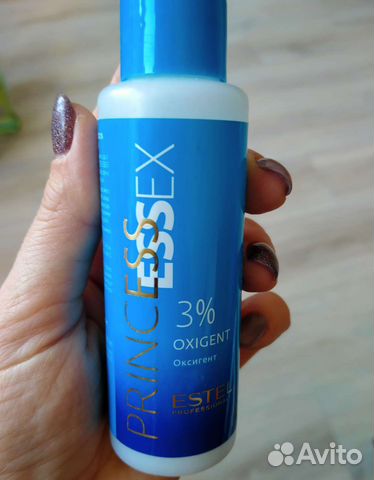 PRINCESS
ESSEX
3%
OXIGENT
Оксигент
ESTEL
PROFESSIONAL
Avito